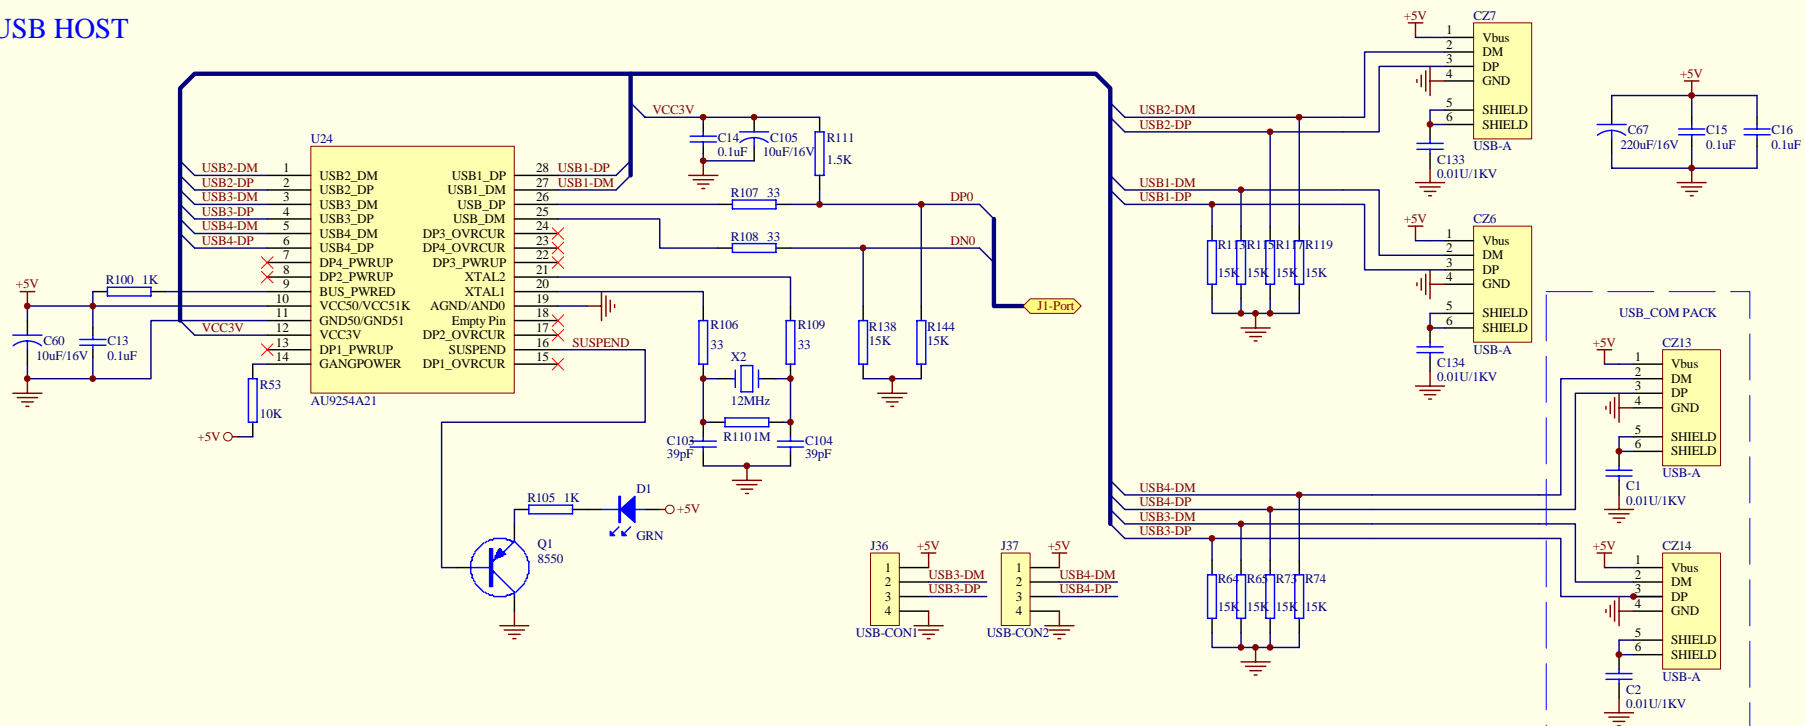 USB HOST
U24
USB2-DM 1 USB2_DM
USB2-DP 2 USB2_DP
USB3-DM 3 USB3_DM
USB3-DP 4 USB3_DP
USB4-DM 5 USB4_DM
USB4-DP 6 USB4_DP
7 DP4_PWRUP
8 DP2_PWRUP
9 BUS_PWRED
10 VCC50/VCC51K
11 GND50/GND51
VCC3V 12 VCC3V
13 DP1_PWRUP
14 GANGPOWER
USB1_DP 28 USB1-DP
USB1_DM 27 USB1-DM
USB_DP 26
USB_DM 25
DP3_OVRCUR 24
DP4_OVRCUR 23
DP3_PWRUP 22
XTAL2 21
XTAL1 20
AGND/AND0 19
Empty Pin 18
DP2_OVRCUR 17
SUSPEND 16 SUSPEND
DP1_OVRCUR 15
AU9254A21
+5V
R100 1K
C60
10uF/16V
C13
0.1uF
R53
10K
+5V
VCC3V
C14
0.1uF
C105
10uF/16V
R111
1.5K
R107 33
DP0
R108 33
DN0
J1-Port
R106
33
R109
33
X2
12MHz
R110 1M
C103
39pF
C104
39pF
R138
15K
R144
15K
R105 1K
D1
+5V
GRN
Q1
8550
J36
+5V
1
2 USB3-DM
3 USB3-DP
4
USB-CON1
J37
+5V
1
2 USB4-DM
3 USB4-DP
4
USB-CON2
USB2-DM
USB2-DP
USB1-DM
USB1-DP
R113 R115 R117 R119
15K 15K 15K 15K
USB4-DM
USB4-DP
USB3-DM
USB3-DP
R64 R65 R73 R74
15K 15K 15K 15K
+5V
CZ7
1 Vbus
2 DM
3 DP
4 GND
5 SHIELD
6 SHIELD
USB-A
C133
0.01U/1KV
+5V
CZ6
1 Vbus
2 DM
3 DP
4 GND
5 SHIELD
6 SHIELD
USB-A
C134
0.01U/1KV
+5V
C67
220uF/16V
C15
0.1uF
C16
0.1uF
USB_COM PACK
+5V
CZ13
1 Vbus
2 DM
3 DP
4 GND
5 SHIELD
6 SHIELD
USB-A
C1
0.01U/1KV
+5V
CZ14
1 Vbus
2 DM
3 DP
4 GND
5 SHIELD
6 SHIELD
USB-A
C2
0.01U/1KV